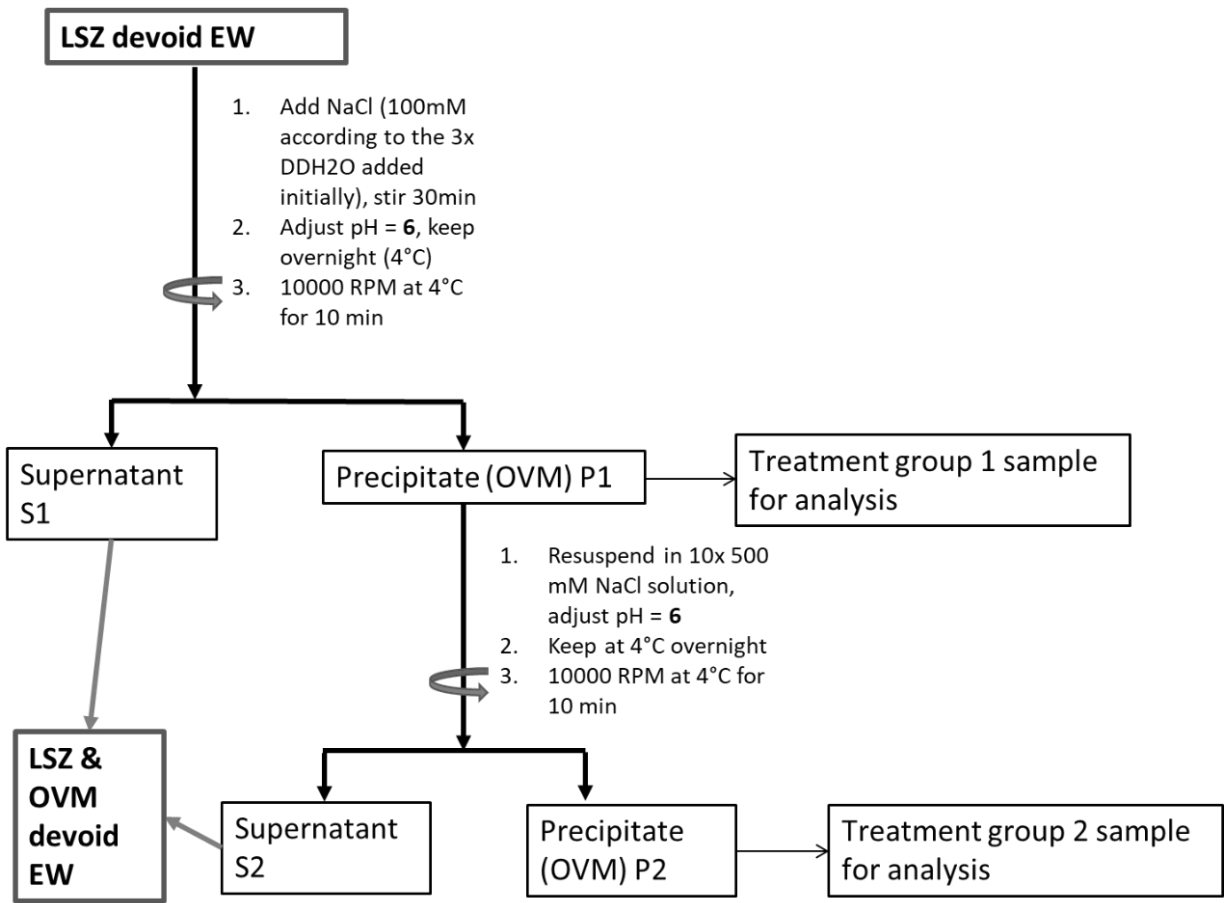 LSZ devoid EW
1. Add NaCl (100mM
according to the 3x
DDH2O added
initially), stir 30min
2. Adjust pH = 6, keep
overnight (4°C)
3. 10000 RPM at 4°C
for 10 min
Supernatant
S1
Precipitate (OVM) P1
Treatment group 1 sample
for analysis
1. Resuspend in 10x 500
mM NaCl solution,
adjust pH = 6
2. Keep at 4°C overnight
3. 10000 RPM at 4°C for
10 min
LSZ &
OVM
devoid
EW
Supernatant
S2
Precipitate
(OVM) P2
Treatment group 2 sample
for analysis